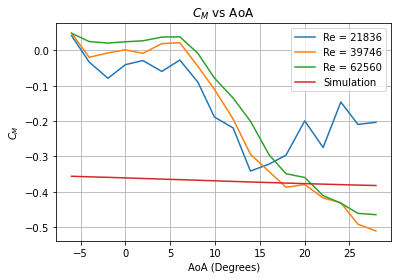 $C_M$ vs AoA
Re = 21836
Re = 39746
Re = 62560
Simulation
0.0
−0.1
−0.2
−0.3
−0.4
−0.5
$C_M$
−5
0
5
10
15
20
25
AoA (Degrees)